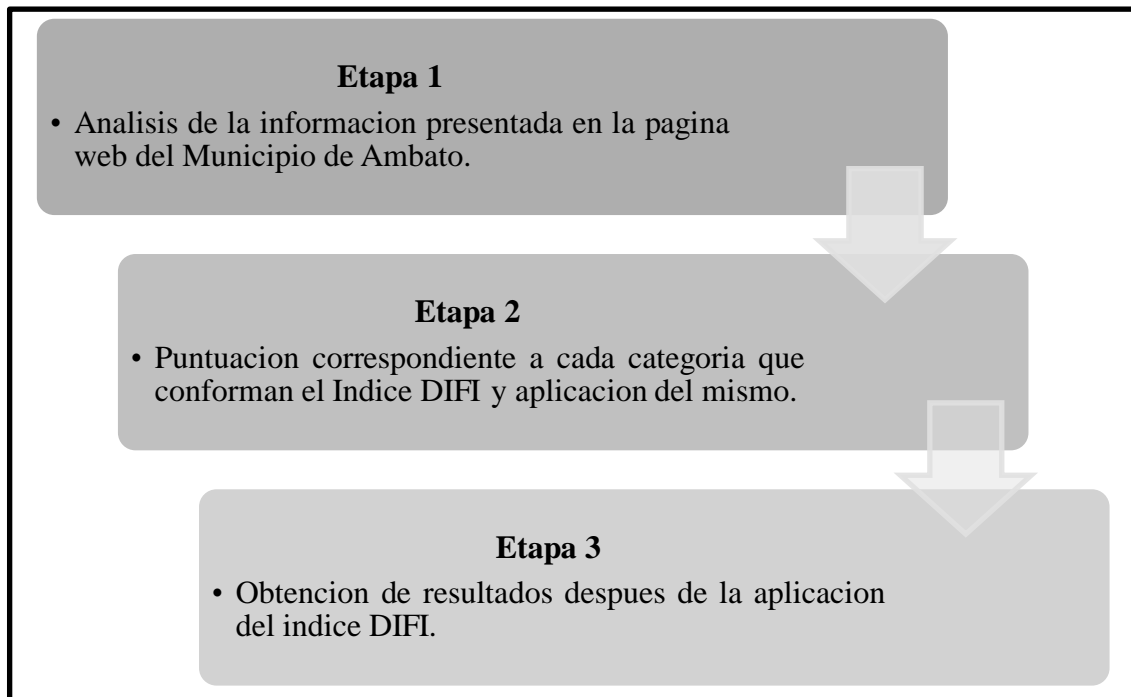 Etapa 1
• Analisis de la informacion presentada en la pagina
web del Municipio de Ambato.
Etapa 2
• Puntuacion correspondiente a cada categoria que
conforman el Indice DIFI y aplicacion del mismo.
Etapa 3
• Obtencion de resultados despues de la aplicacion
del indice DIFI.